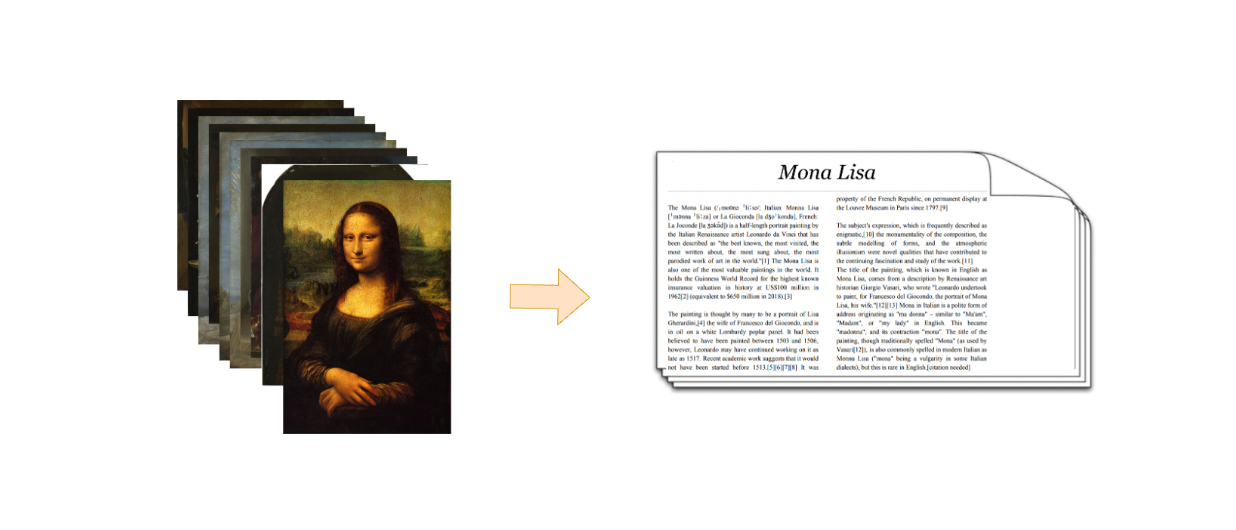 Mona Lisa
The Mona Lisa (/ˌmoʊnə ˈliːsə/; Italian: Monna Lisa
[ˈmɔnna ˈliːza] or La Gioconda [la dʒoˈkonda], French:
La Joconde [la ʒɔkɔ̃d]) is a half-length portrait painting by
the Italian Renaissance artist Leonardo da Vinci that has
been described as "the best known, the most visited, the
most written about, the most sung about, the most
parodied work of art in the world."[1] The Mona Lisa is
also one of the most valuable paintings in the world. It
holds the Guinness World Record for the highest known
insurance valuation in history at US$100 million in
1962[2] (equivalent to $650 million in 2018).[3]
The painting is thought by many to be a portrait of Lisa
Gherardini,[4] the wife of Francesco del Giocondo, and is
in oil on a white Lombardy poplar panel. It had been
believed to have been painted between 1503 and 1506;
however, Leonardo may have continued working on it as
late as 1517. Recent academic work suggests that it would
not have been started before 1513.[5][6][7][8] It was
property of the French Republic, on permanent display at
the Louvre Museum in Paris since 1797.[9]
The subject's expression, which is frequently described as
enigmatic,[10] the monumentality of the composition, the
subtle modelling of forms, and the atmospheric
illusionism were novel qualities that have contributed to
the continuing fascination and study of the work.[11]
The title of the painting, which is known in English as
Mona Lisa, comes from a description by Renaissance art
historian Giorgio Vasari, who wrote "Leonardo undertook
to paint, for Francesco del Giocondo, the portrait of Mona
Lisa, his wife."[12][13] Mona in Italian is a polite form of
address originating as "ma donna" – similar to "Ma'am",
"Madam", or "my lady" in English. This became
"madonna", and its contraction "mona". The title of the
painting, though traditionally spelled "Mona" (as used by
Vasari[12]), is also commonly spelled in modern Italian as
Monna Lisa ("mona" being a vulgarity in some Italian
dialects), but this is rare in English.[citation needed]